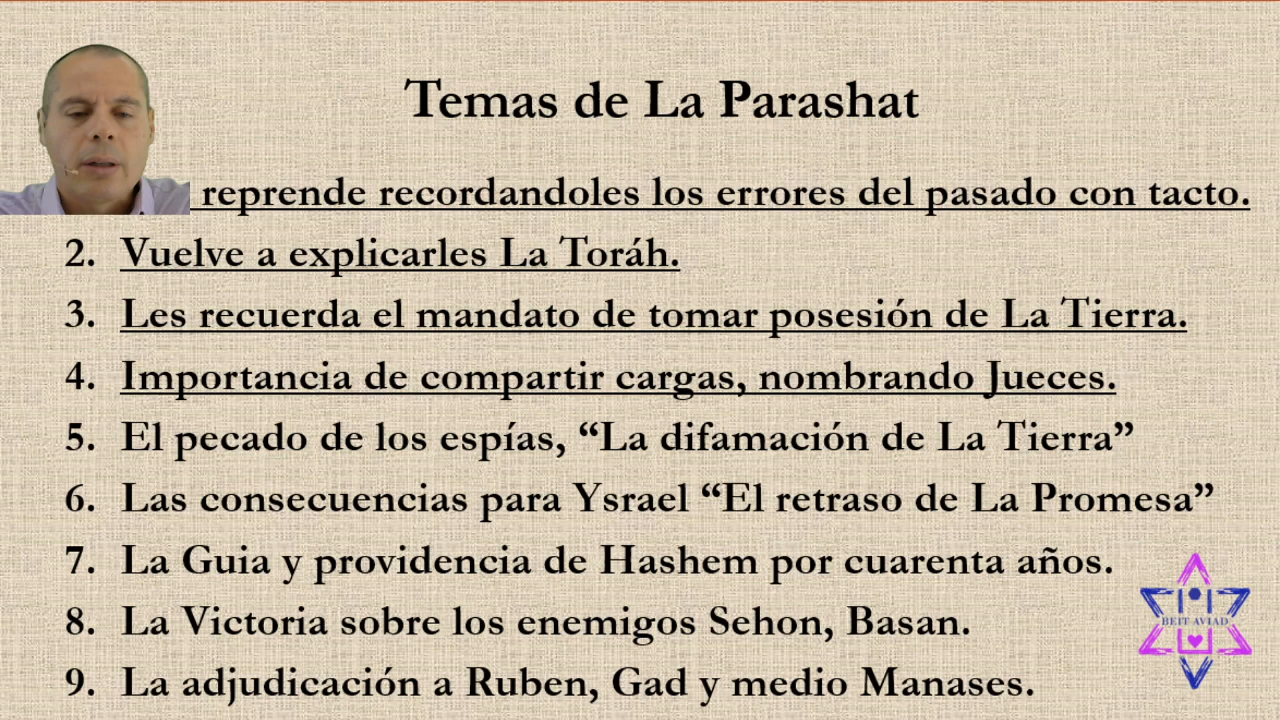 Temas de La Parashat
reprende recordandoles los errores del pasado con tacto.
2. Vuelve a explicarles La Toráh.
3. Les recuerda el mandato de tomar posesión de La Tierra.
4. Importancia de compartir cargas, nombrando Jueces.
5. El pecado de los espías, “La difamación de La Tierra”
6. Las consecuencias para Ysrael “El retraso de La Promesa”
7. La Guia y providencia de Hashem por cuarenta años.
8. La Victoria sobre los enemigos Sehon, Basan.
9. La adjudicación a Ruben, Gad y medio Manases.
BEIT AVIAD